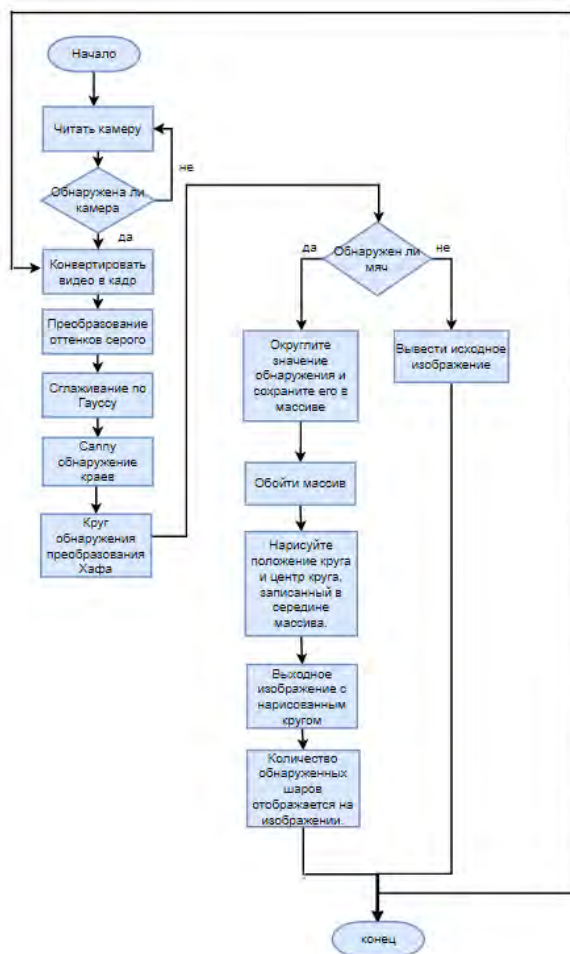 Начало
Читать камеру
не
Обнаружена ли
камера
да
Конвертировать
видео в кадо
Преобразование
оттенков серого
Сглаживание по
Гауссу
Canny
обнаружение
краев
Круг
обнаружения
преобразования
Хафа
Обнаружен ли
мяч
да
не
Округлите
значение
обнаружения и
сохраните его в
массиве
Вывести исходное
изображение
Обойти массив
Нарисуйте
положение круга
и центр круга,
записанный в
середине
массива.
Выходное
изображение с
нарисованным
кругом
Количество
обнаруженных
шаров
отображается на
изображении.
конец